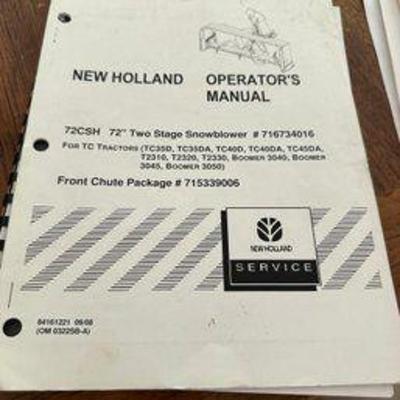 NEW HOLLAND OPERATOR'S
MANUAL
72CSH 72" Two Stage Snowblower # 716734016
FOR TC TRACTORS (TC35D, TC35DA, TC40D, TC40DA, TC45DA,
T2310, T2320, T2330, BOOMER 3040, BOOMER
3045, BOOMER 3050)
Front Chute Package # 715339006
NEW HOLLAND
SERVICE
84161221 09/08
(OM 03225B-A)